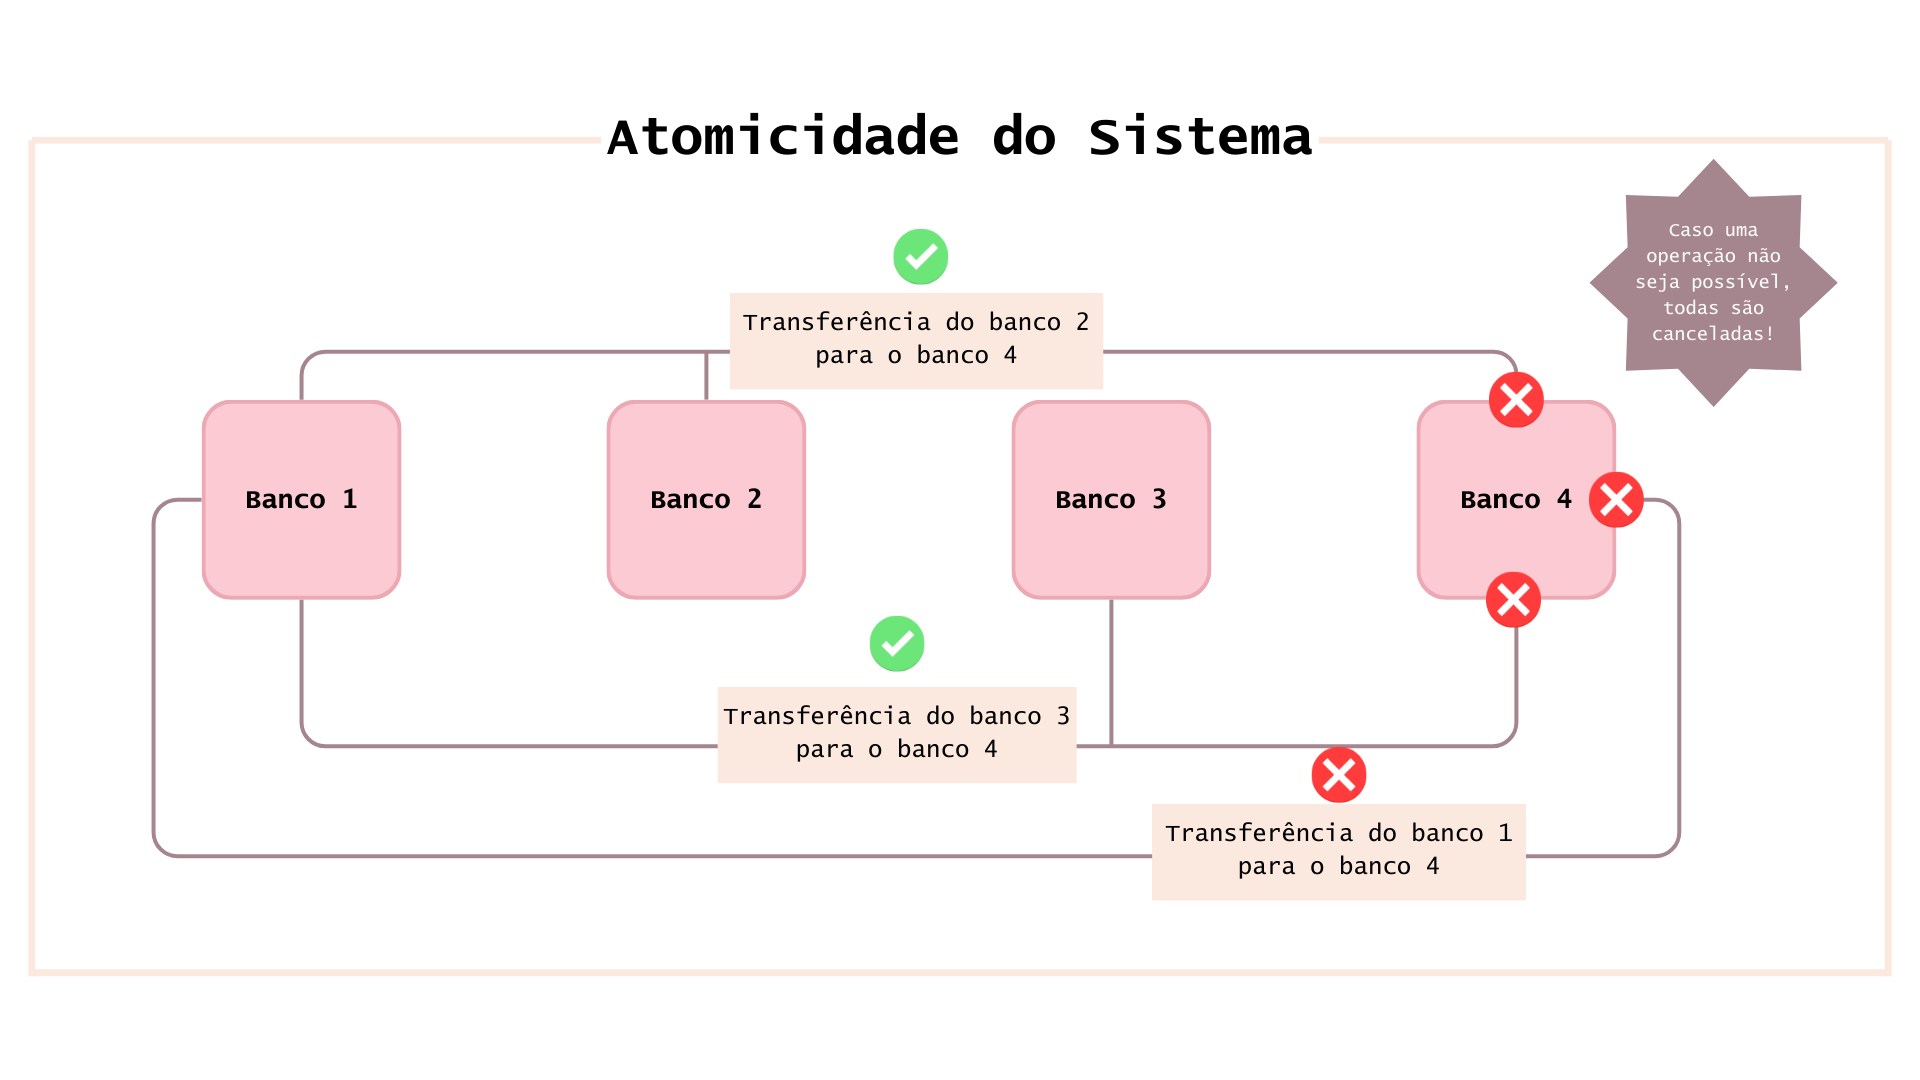 Atomicidade do Sistema
Caso uma
operação não
seja possível,
todas são
canceladas!
Transferência do banco 2
para o banco 4
Banco 1
Banco 2
Banco 3
Banco 4
Transferência do banco 3
para o banco 4
Transferência do banco 1
para o banco 4